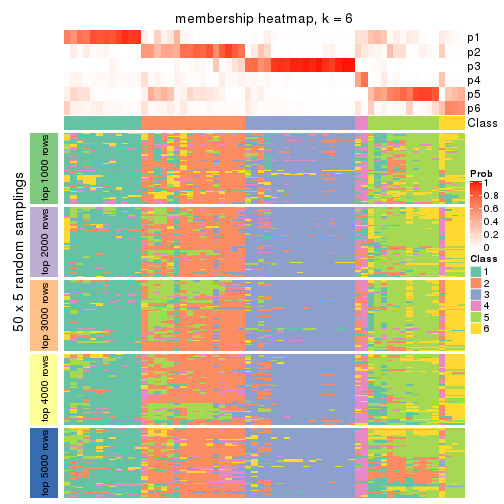 membership heatmap, k = 6
p1
p2
p3
p4
p5
p6
Class
50 x 5 random samplings
top 1000 rows
top 2000 rows
top 3000 rows
top 4000 rows
top 5000 rows
Prob
1
0.8
0.6
0.4
0.2
0
Class
1
2
3
4
5
6